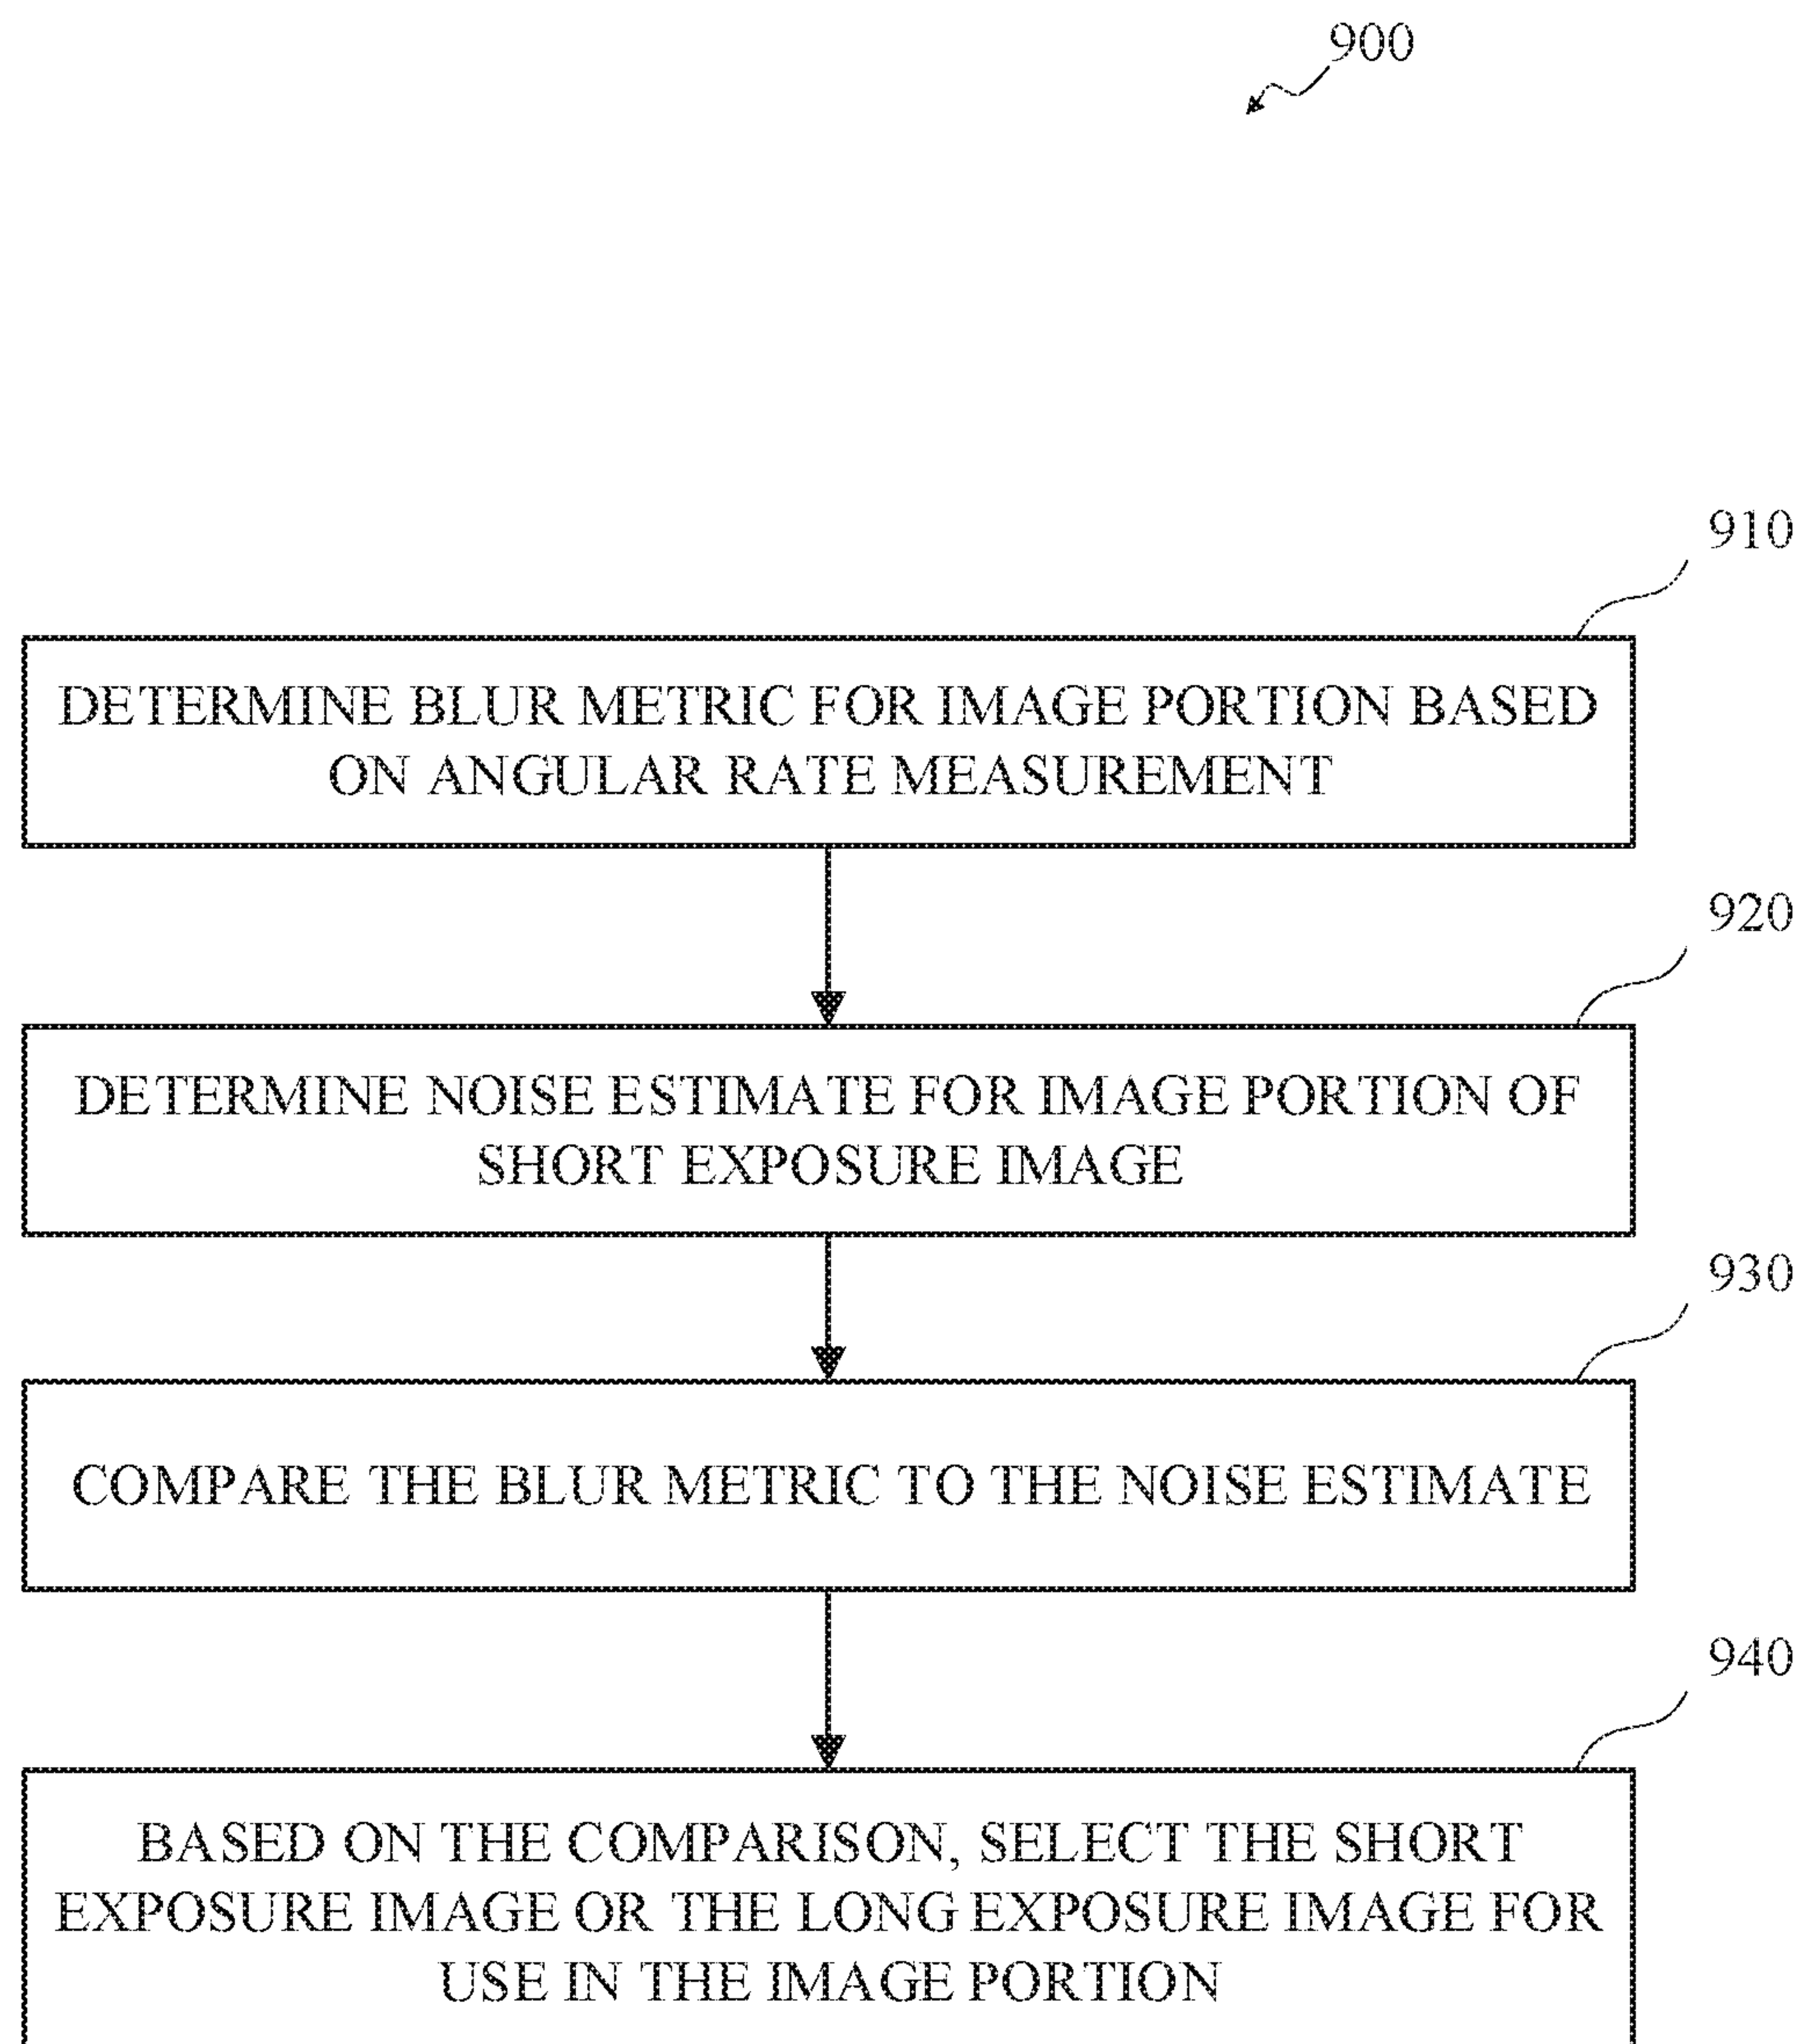 900
910
DETERMINE BLUR METRIC FOR IMAGE PORTION BASED
ON ANGULAR RATE MEASUREMENT
920
DETERMINE NOISE ESTIMATE FOR IMAGE PORTION OF
SHORT EXPOSURE IMAGE
930
COMPARE THE BLUR METRIC TO THE NOISE ESTIMATE
940
BASED ON THE COMPARISON, SELECT THE SHORT
EXPOSURE IMAGE OR THE LONG EXPOSURE IMAGE FOR
USE IN THE IMAGE PORTION